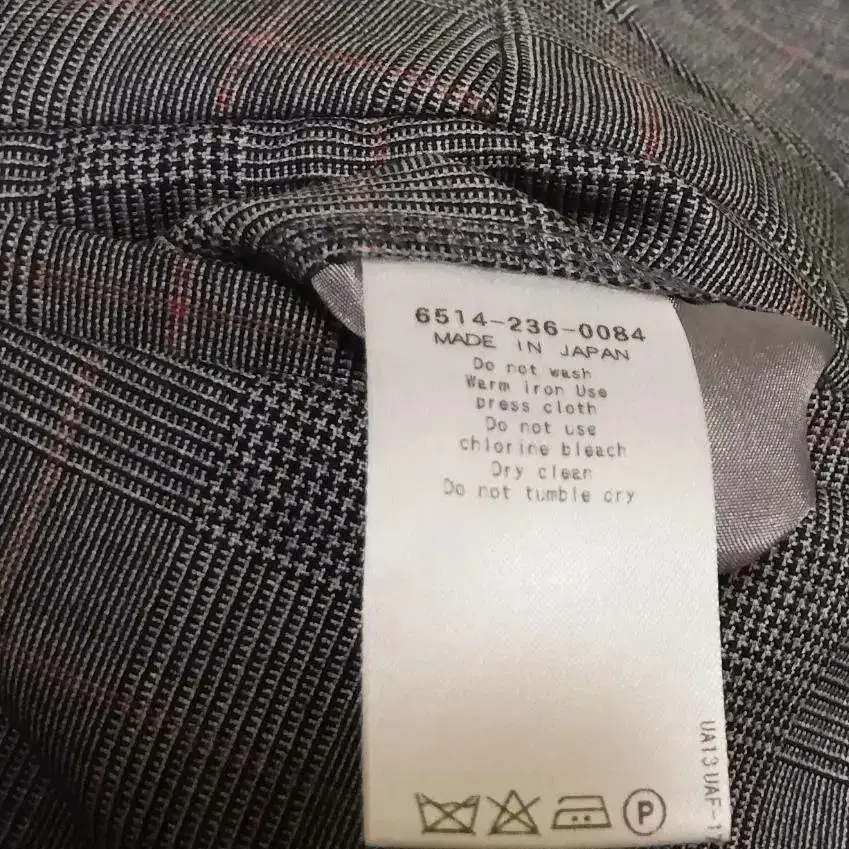 6514-236-0084
MADE IN JAPAN
Do not wash
Warm iron Use
press cloth
Do not use
chlorine bleach
Dry clean
Do not tumble dry
P